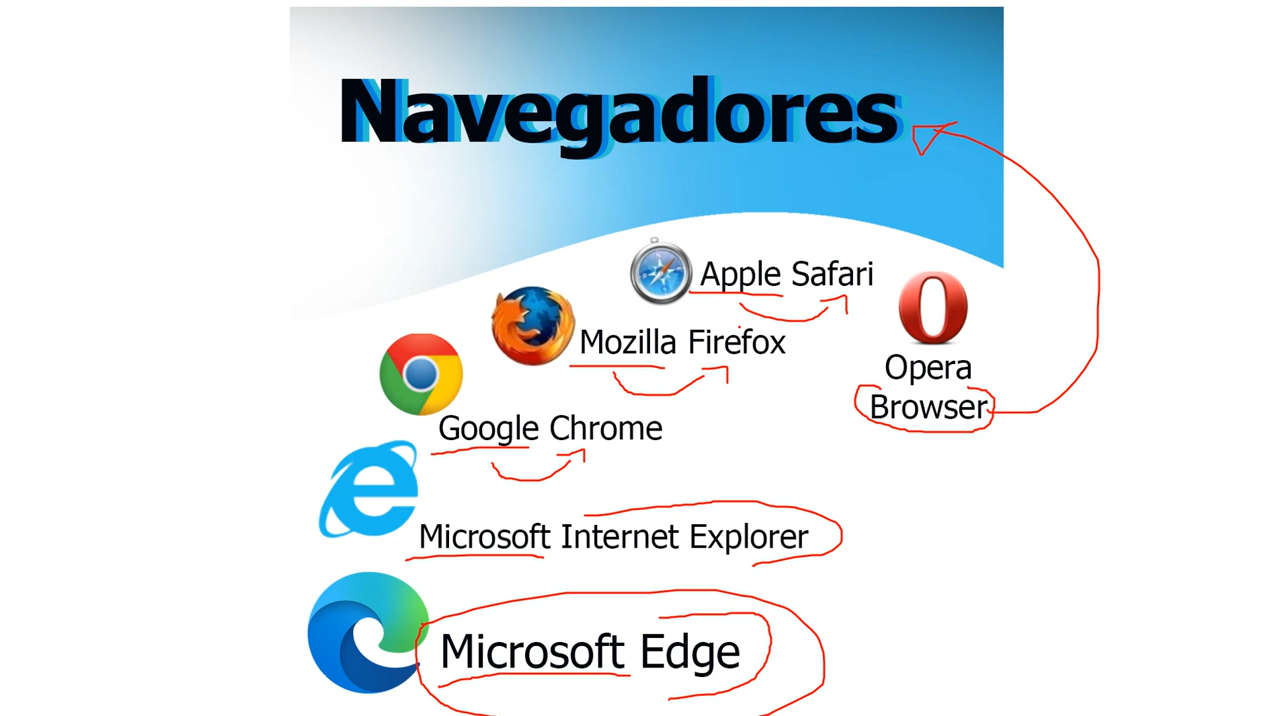 Navegadores
Apple Safari
Mozilla Firefox
Opera
Browser
Google Chrome
Microsoft Internet Explorer
Microsoft Edge